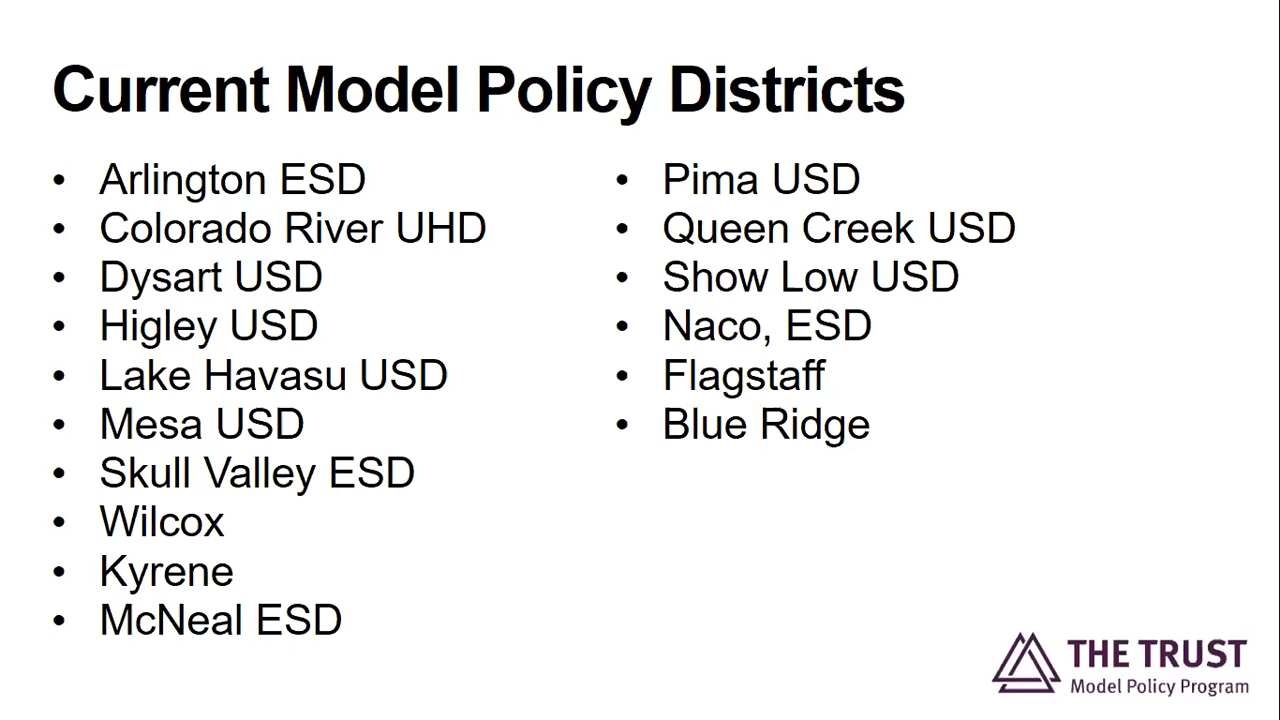 Current Model Policy Districts
• Arlington ESD
• Colorado River UHD
• Dysart USD
• Higley USD
• Lake Havasu USD
• Mesa USD
• Skull Valley ESD
• Wilcox
• Kyrene
• McNeal ESD
• Pima USD
• Queen Creek USD
• Show Low USD
• Naco, ESD
• Flagstaff
• Blue Ridge
THE TRUST
Model Policy Program